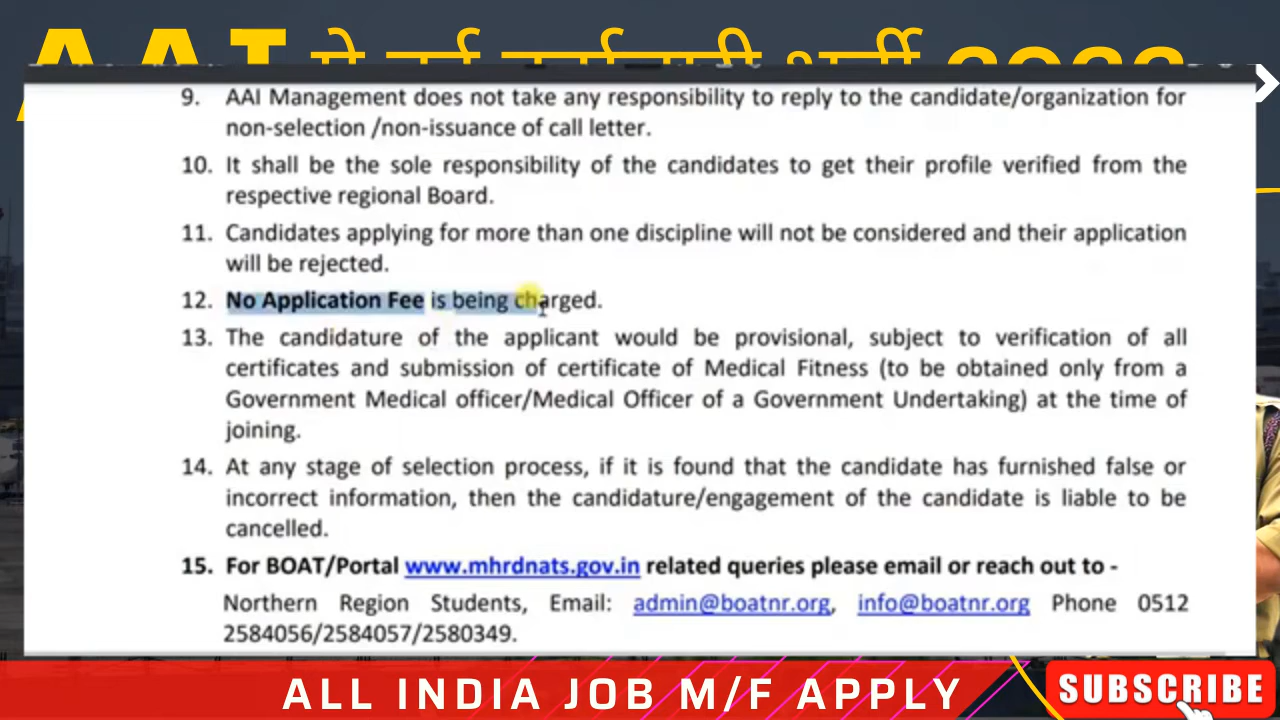 AAI
9. AAI Management does not take any responsibility to reply to the candidate/organization for
non-selection /non-issuance of call letter.
10. It shall be the sole responsibility of the candidates to get their profile verified from the
respective regional Board.
11. Candidates applying for more than one discipline will not be considered and their application
will be rejected.
12. No Application Fee is being charged.
13. The candidature of the applicant would be provisional, subject to verification of all
certificates and submission of certificate of Medical Fitness (to be obtained only from a
Government Medical officer/Medical Officer of a Government Undertaking) at the time of
joining.
14. At any stage of selection process, if it is found that the candidate has furnished false or
incorrect information, then the candidature/engagement of the candidate is liable to be
cancelled.
15. For BOAT/Portal www.mhrdnats.gov.in related queries please email or reach out to -
Northern Region Students, Email: admin@boatnr.org, info@boatnr.org Phone 0512
2584056/2584057/2580349.
ALL INDIA JOB M/F APPLY
SUBSCRIBE